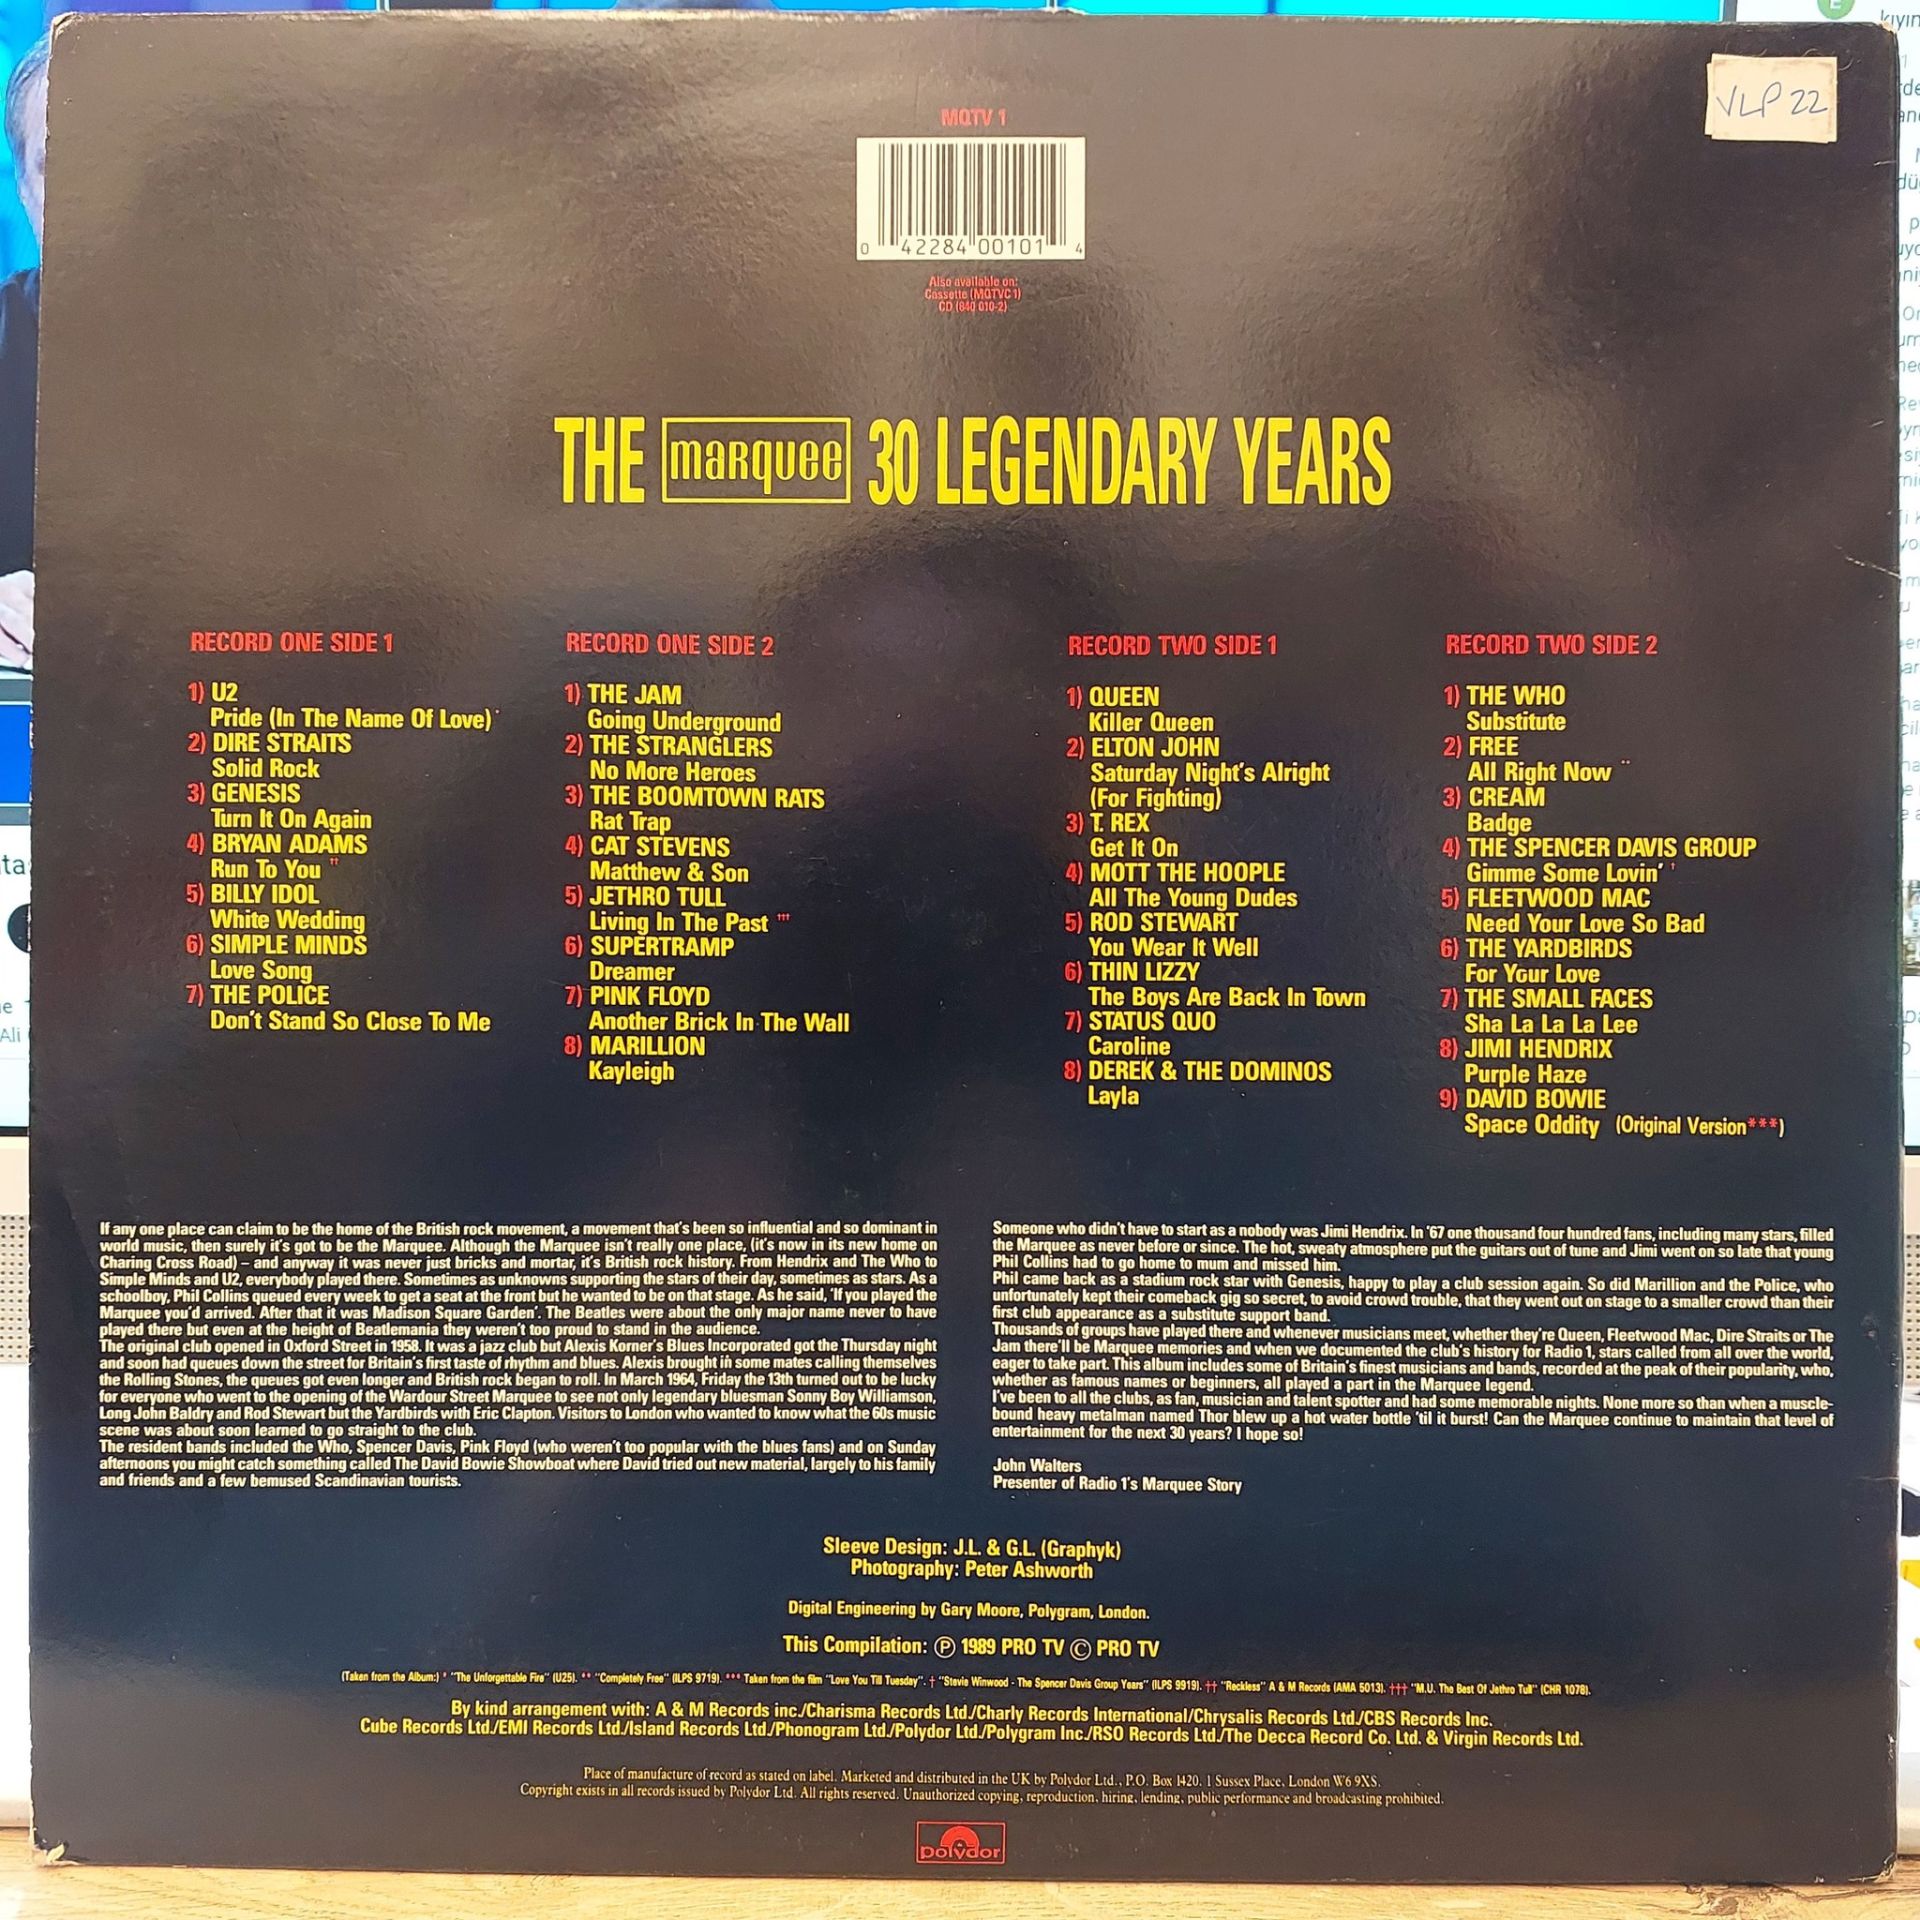 VLP 22
MQTV 1
0 42284 00101 4
Also available on:
Cassette (MQTVC1)
CD (840 010-2)
THE marquee 30 LEGENDARY YEARS
RECORD ONE SIDE 1
1) U2
Pride (In The Name Of Love) *
2) DIRE STRAITS
Solid Rock
3) GENESIS
Turn It On Again
4) BRYAN ADAMS
Run To You ††
5) BILLY IDOL
White Wedding
6) SIMPLE MINDS
Love Song
7) THE POLICE
Don't Stand So Close To Me
RECORD ONE SIDE 2
1) THE JAM
Going Underground
2) THE STRANGLERS
No More Heroes
3) THE BOOMTOWN RATS
Rat Trap
4) CAT STEVENS
Matthew & Son
5) JETHRO TULL
Living In The Past †††
6) SUPERTRAMP
Dreamer
7) PINK FLOYD
Another Brick In The Wall
8) MARILLION
Kayleigh
RECORD TWO SIDE 1
1) QUEEN
Killer Queen
2) ELTON JOHN
Saturday Night's Alright
(For Fighting)
3) T. REX
Get It On
4) MOTT THE HOOPLE
All The Young Dudes
5) ROD STEWART
You Wear It Well
6) THIN LIZZY
The Boys Are Back In Town
7) STATUS QUO
Caroline
8) DEREK & THE DOMINOS
Layla
RECORD TWO SIDE 2
1) THE WHO
Substitute
2) FREE
All Right Now **
3) CREAM
Badge
4) THE SPENCER DAVIS GROUP
Gimme Some Lovin' †
5) FLEETWOOD MAC
Need Your Love So Bad
6) THE YARDBIRDS
For Your Love
7) THE SMALL FACES
Sha La La La Lee
8) JIMI HENDRIX
Purple Haze
9) DAVID BOWIE
Space Oddity (Original Version***)
If any one place can claim to be the home of the British rock movement, a movement that's been so influential and so dominant in
world music, then surely it's got to be the Marquee. Although the Marquee isn't really one place, (it's now in its new home on
Charing Cross Road) – and anyway it was never just bricks and mortar, it's British rock history. From Hendrix and The Who to
Simple Minds and U2, everybody played there. Sometimes as unknowns supporting the stars of their day, sometimes as stars. As a
schoolboy, Phil Collins queued every week to get a seat at the front but he wanted to be on that stage. As he said, 'If you played the
Marquee you'd arrived. After that it was Madison Square Garden'. The Beatles were about the only major name never to have
played there but even at the height of Beatlemania they weren't too proud to stand in the audience.
The original club opened in Oxford Street in 1958. It was a jazz club but Alexis Korner's Blues Incorporated got the Thursday night
and soon had queues down the street for Britain's first taste of rhythm and blues. Alexis brought in some mates calling themselves
the Rolling Stones, the queues got even longer and British rock began to roll. In March 1964, Friday the 13th turned out to be lucky
for everyone who went to the opening of the Wardour Street Marquee to see not only legendary bluesman Sonny Boy Williamson,
Long John Baldry and Rod Stewart but the Yardbirds with Eric Clapton. Visitors to London who wanted to know what the 60s music
scene was about soon learned to go straight to the club.
The resident bands included the Who, Spencer Davis, Pink Floyd (who weren't too popular with the blues fans) and on Sunday
afternoons you might catch something called The David Bowie Showboat where David tried out new material, largely to his family
and friends and a few bemused Scandinavian tourists.
Someone who didn't have to start as a nobody was Jimi Hendrix. In '67 one thousand four hundred fans, including many stars, filled
the Marquee as never before or since. The hot, sweaty atmosphere put the guitars out of tune and Jimi went on so late that young
Phil Collins had to go home to mum and missed him.
Phil came back as a stadium rock star with Genesis, happy to play a club session again. So did Marillion and the Police, who
unfortunately kept their comeback gig so secret, to avoid crowd trouble, that they went out on stage to a smaller crowd than their
first club appearance as a substitute support band.
Thousands of groups have played there and whenever musicians meet, whether they're Queen, Fleetwood Mac, Dire Straits or The
Jam there'll be Marquee memories and when we documented the club's history for Radio 1, stars called from all over the world,
eager to take part. This album includes some of Britain's finest musicians and bands, recorded at the peak of their popularity, who,
whether as famous names or beginners, all played a part in the Marquee legend.
I've been to all the clubs, as fan, musician and talent spotter and had some memorable nights. None more so than when a muscle-
bound heavy metalman named Thor blew up a hot water bottle 'til it burst! Can the Marquee continue to maintain that level of
entertainment for the next 30 years? I hope so!
John Walters
Presenter of Radio 1's Marquee Story
Sleeve Design: J.L. & G.L. (Graphyk)
Photography: Peter Ashworth
Digital Engineering by Gary Moore, Polygram, London.
This Compilation: ℗ 1989 PRO TV © PRO TV
(Taken from the Album:) * "The Unforgettable Fire" (U25). ** "Completely Free" (ILPS 9719). *** Taken from the film "Love You Till Tuesday". † "Stevie Winwood - The Spencer Davis Group Years" (ILPS 9919). †† "Reckless" A & M Records (AMA 5013). ††† "M.U. The Best Of Jethro Tull" (CHR 1078).
By kind arrangement with: A & M Records inc./Charisma Records Ltd./Charly Records International/Chrysalis Records Ltd./CBS Records Inc.
Cube Records Ltd./EMI Records Ltd./Island Records Ltd./Phonogram Ltd./Polydor Ltd./Polygram Inc./RSO Records Ltd./The Decca Record Co. Ltd. & Virgin Records Ltd.
Place of manufacture of record as stated on label. Marketed and distributed in the UK by Polydor Ltd., P.O. Box 1420, 1 Sussex Place, London W6 9XS.
Copyright exists in all records issued by Polydor Ltd. All rights reserved. Unauthorized copying, reproduction, hiring, lending, public performance and broadcasting prohibited.
polydor